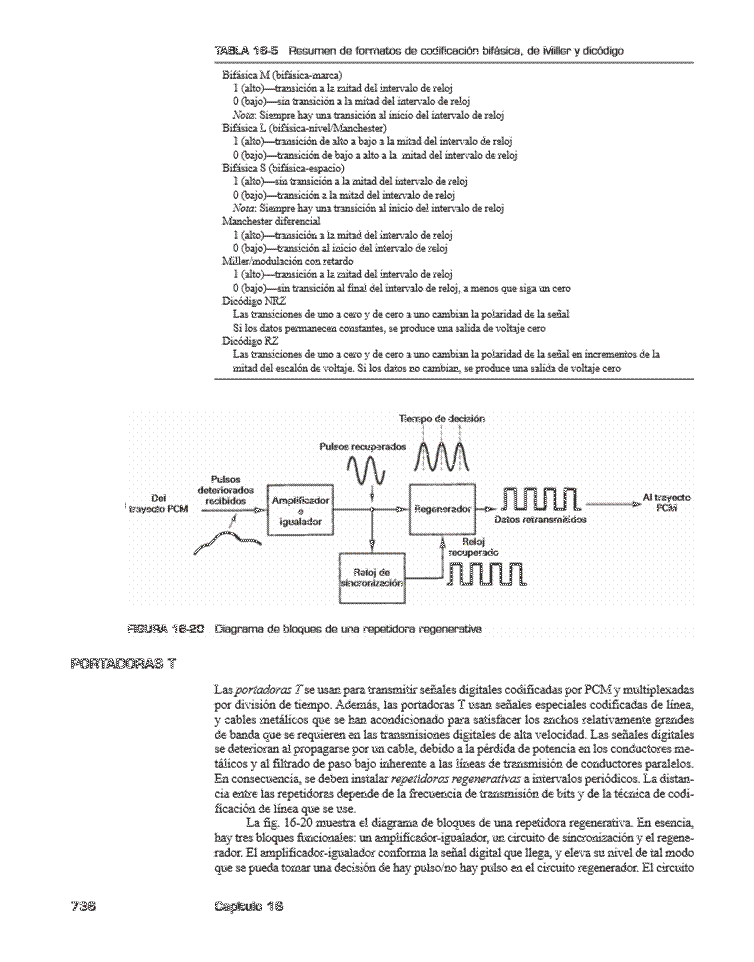 TABLA 16-5 Resumen de formatos de codificación bifásica, de Miller y dicódigo
Bifásica M (bifásica-marca)
1 (alto)—transición a la mitad del intervalo de reloj
0 (bajo)—sin transición a la mitad del intervalo de reloj
Nota: Siempre hay una transición al inicio del intervalo de reloj
Bifásica L (bifásica-nivel/Manchester)
1 (alto)—transición de alto a bajo a la mitad del intervalo de reloj
0 (bajo)—transición de bajo a alto a la mitad del intervalo de reloj
Bifásica S (bifásica-espacio)
1 (alto)—sin transición a la mitad del intervalo de reloj
0 (bajo)—transición a la mitad del intervalo de reloj
Nota: Siempre hay una transición al inicio del intervalo de reloj
Manchester diferencial
1 (alto)—transición a la mitad del intervalo de reloj
0 (bajo)—transición al inicio del intervalo de reloj
Miller/modulación con retardo
1 (alto)—transición a la mitad del intervalo de reloj
0 (bajo)—sin transición al final del intervalo de reloj, a menos que siga un cero
Dicódigo NRZ
Las transiciones de uno a cero y de cero a uno cambian la polaridad de la señal
Si los datos permanecen constantes, se produce una salida de voltaje cero
Dicódigo RZ
Las transiciones de uno a cero y de cero a uno cambian la polaridad de la señal en incrementos de la
mitad del escalón de voltaje. Si los datos no cambian, se produce una salida de voltaje cero
Tiempo de decisión
Pulsos recuperados
Pulsos
deteriorados
recibidos
Del
trayecto PCM
Amplificador
e
igualador
Regenerador
Datos retransmitidos
Al trayecto
PCM
Reloj
recuperado
Reloj de
sincronización
FIGURA 16-20 Diagrama de bloques de una repetidora regenerativa
PORTADORAS T
Las portadoras T se usan para transmitir señales digitales codificadas por PCM y multiplexadas
por división de tiempo. Además, las portadoras T usan señales especiales codificadas de línea,
y cables metálicos que se han acondicionado para satisfacer los anchos relativamente grandes
de banda que se requieren en las transmisiones digitales de alta velocidad. Las señales digitales
se deterioran al propagarse por un cable, debido a la pérdida de potencia en los conductores me-
tálicos y al filtrado de paso bajo inherente a las líneas de transmisión de conductores paralelos.
En consecuencia, se deben instalar repetidoras regenerativas a intervalos periódicos. La distan-
cia entre las repetidoras depende de la frecuencia de transmisión de bits y de la técnica de codi-
ficación de línea que se use.
La fig. 16-20 muestra el diagrama de bloques de una repetidora regenerativa. En esencia,
hay tres bloques funcionales: un amplificador-igualador, un circuito de sincronización y el regene-
rador. El amplificador-igualador conforma la señal digital que llega, y eleva su nivel de tal modo
que se pueda tomar una decisión de hay pulso/no hay pulso en el circuito regenerador. El circuito
736 Capítulo 16